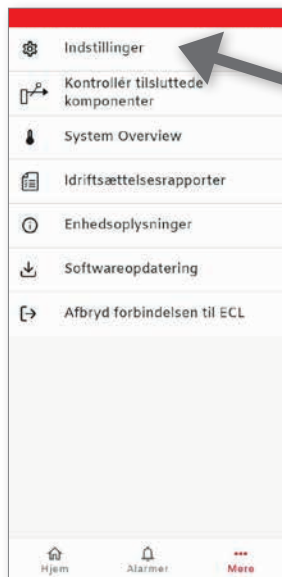 Indstillinger
Kontrollér tilsluttede
komponenter
System Overview
Idriftsættelsesrapporter
Enhedsoplysninger
Softwareopdatering
Afbryd forbindelsen til ECL
Hjem Alarmer Mere